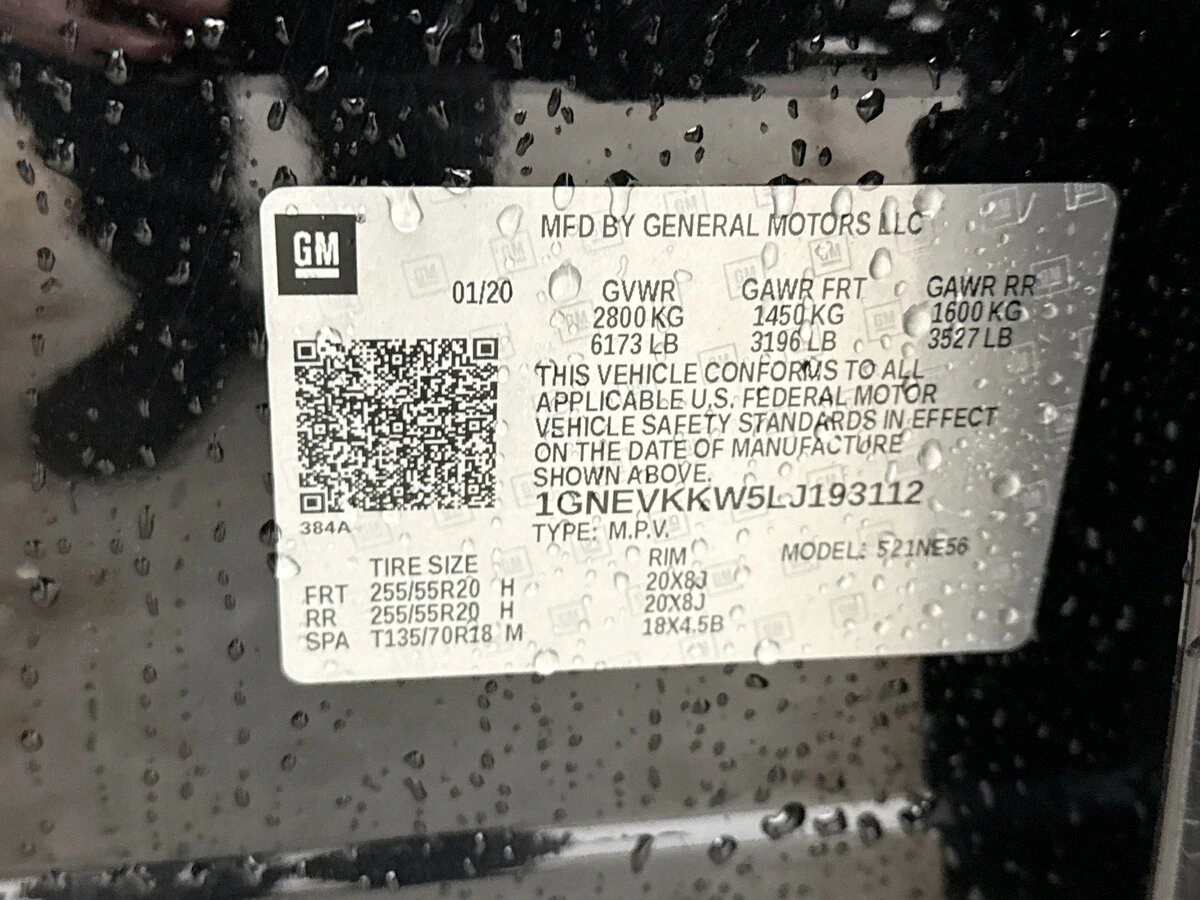 GM
MFD BY GENERAL MOTORS LLC
01/20
GVWR GAWR FRT GAWR RR
2800 KG 1450 KG 1600 KG
6173 LB 3196 LB 3527 LB
THIS VEHICLE CONFORMS TO ALL
APPLICABLE U.S. FEDERAL MOTOR
VEHICLE SAFETY STANDARDS IN EFFECT
ON THE DATE OF MANUFACTURE
SHOWN ABOVE.
1GNEVKKW5LJ193112
384A
TYPE: M.P.V. MODEL: 521NE56
TIRE SIZE RIM
FRT 255/55R20 H 20X8J
RR 255/55R20 H 20X8J
SPA T135/70R18 M 18X4.5B